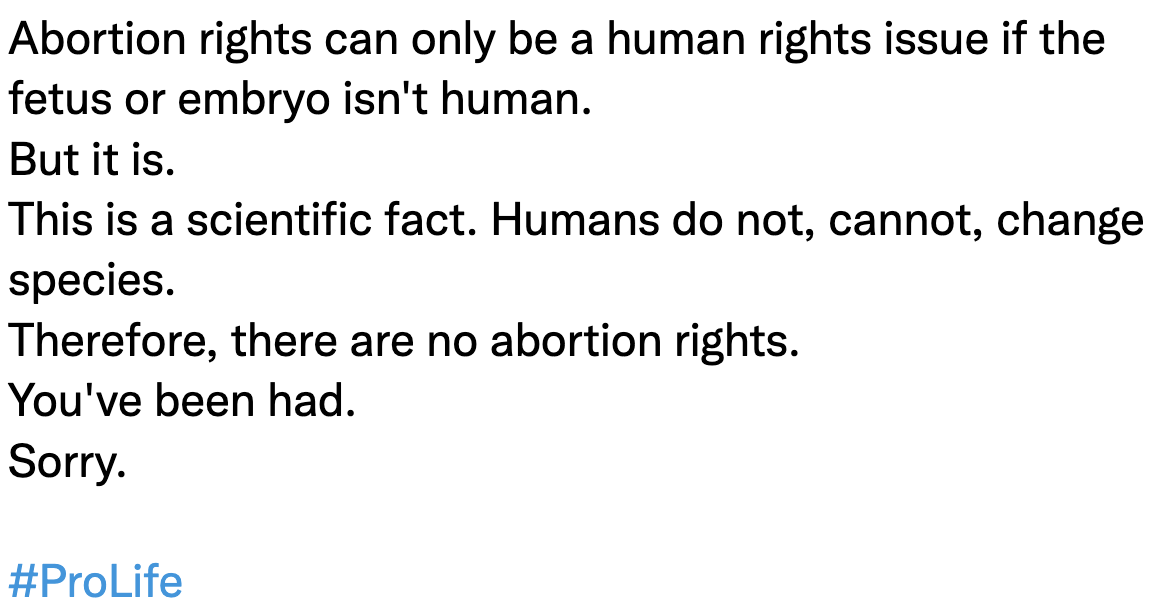 Abortion rights can only be a human rights issue if the
fetus or embryo isn't human.
But it is.
This is a scientific fact. Humans do not, cannot, change
species.
Therefore, there are no abortion rights.
You've been had.
Sorry.
#ProLife